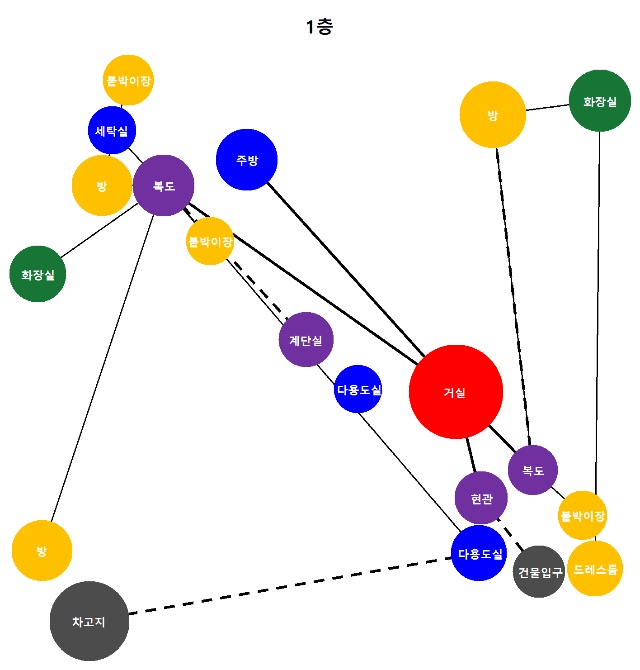 1층
붙박이장
세탁실
방
화장실
주방
방
복도
붙박이장
화장실
계단실
다용도실
거실
복도
현관
붙박이장
방
다용도실
건물입구
드레스룸
차고지